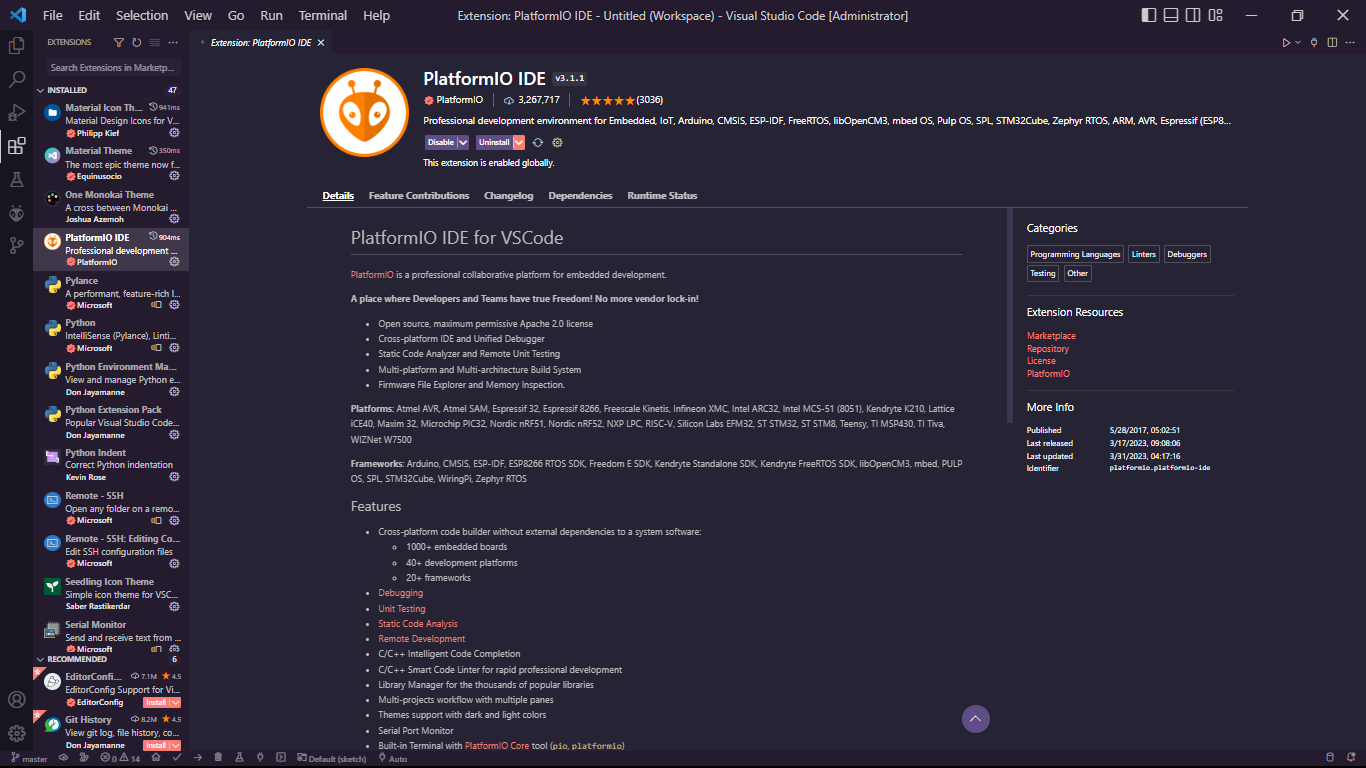 File Edit Selection View Go Run Terminal Help
Extension: PlatformIO IDE - Untitled (Workspace) - Visual Studio Code [Administrator]
EXTENSIONS
Extension: PlatformIO IDE
Search Extensions in Marketp...
INSTALLED 47
Material Icon Th... 941ms
Material Design Icons for V...
Philipp Kief
Material Theme 350ms
The most epic theme now f...
Equinusocio
One Monokai Theme
A cross between Monokai ...
Joshua Azemoh
PlatformIO IDE 904ms
Professional development ...
PlatformIO
Pylance
A performant, feature-rich l...
Microsoft
Python
IntelliSense (Pylance), Linti...
Microsoft
Python Environment Ma...
View and manage Python e...
Don Jayamanne
Python Extension Pack
Popular Visual Studio Code...
Don Jayamanne
Python Indent
Correct Python indentation
Kevin Rose
Remote - SSH
Open any folder on a remo...
Microsoft
Remote - SSH: Editing Co...
Edit SSH configuration files
Microsoft
Seedling Icon Theme
Simple icon theme for VSC...
Saber Rastikerdar
Serial Monitor
Send and receive text from ...
Microsoft
RECOMMENDED 6
EditorConfi... 7.1M 4.5
EditorConfig Support for Vi...
EditorConfig Install
Git History 8.2M 4.5
View git log, file history, co...
Don Jayamanne Install
PlatformIO IDE v3.1.1
PlatformIO 3,267,717 (3036)
Professional development environment for Embedded, IoT, Arduino, CMSIS, ESP-IDF, FreeRTOS, libOpenCM3, mbed OS, Pulp OS, SPL, STM32Cube, Zephyr RTOS, ARM, AVR, Espressif (ESP8...
Disable Uninstall
This extension is enabled globally.
Details Feature Contributions Changelog Dependencies Runtime Status
PlatformIO IDE for VSCode
PlatformIO is a professional collaborative platform for embedded development.
A place where Developers and Teams have true Freedom! No more vendor lock-in!
Open source, maximum permissive Apache 2.0 license
Cross-platform IDE and Unified Debugger
Static Code Analyzer and Remote Unit Testing
Multi-platform and Multi-architecture Build System
Firmware File Explorer and Memory Inspection.
Platforms: Atmel AVR, Atmel SAM, Espressif 32, Espressif 8266, Freescale Kinetis, Infineon XMC, Intel ARC32, Intel MCS-51 (8051), Kendryte K210, Lattice
iCE40, Maxim 32, Microchip PIC32, Nordic nRF51, Nordic nRF52, NXP LPC, RISC-V, Silicon Labs EFM32, ST STM32, ST STM8, Teensy, TI MSP430, TI Tiva,
WIZNet W7500
Frameworks: Arduino, CMSIS, ESP-IDF, ESP8266 RTOS SDK, Freedom E SDK, Kendryte Standalone SDK, Kendryte FreeRTOS SDK, libOpenCM3, mbed, PULP
OS, SPL, STM32Cube, WiringPi, Zephyr RTOS
Features
Cross-platform code builder without external dependencies to a system software:
1000+ embedded boards
40+ development platforms
20+ frameworks
Debugging
Unit Testing
Static Code Analysis
Remote Development
C/C++ Intelligent Code Completion
C/C++ Smart Code Linter for rapid professional development
Library Manager for the thousands of popular libraries
Multi-projects workflow with multiple panes
Themes support with dark and light colors
Serial Port Monitor
Built-in Terminal with PlatformIO Core tool (pio, platformio)
Categories
Programming Languages Linters Debuggers
Testing Other
Extension Resources
Marketplace
Repository
License
PlatformIO
More Info
Published 5/28/2017, 05:02:51
Last released 3/17/2023, 09:08:06
Last updated 3/31/2023, 04:17:16
Identifier platformio.platformio-ide
master 0 14 Default (sketch) Auto